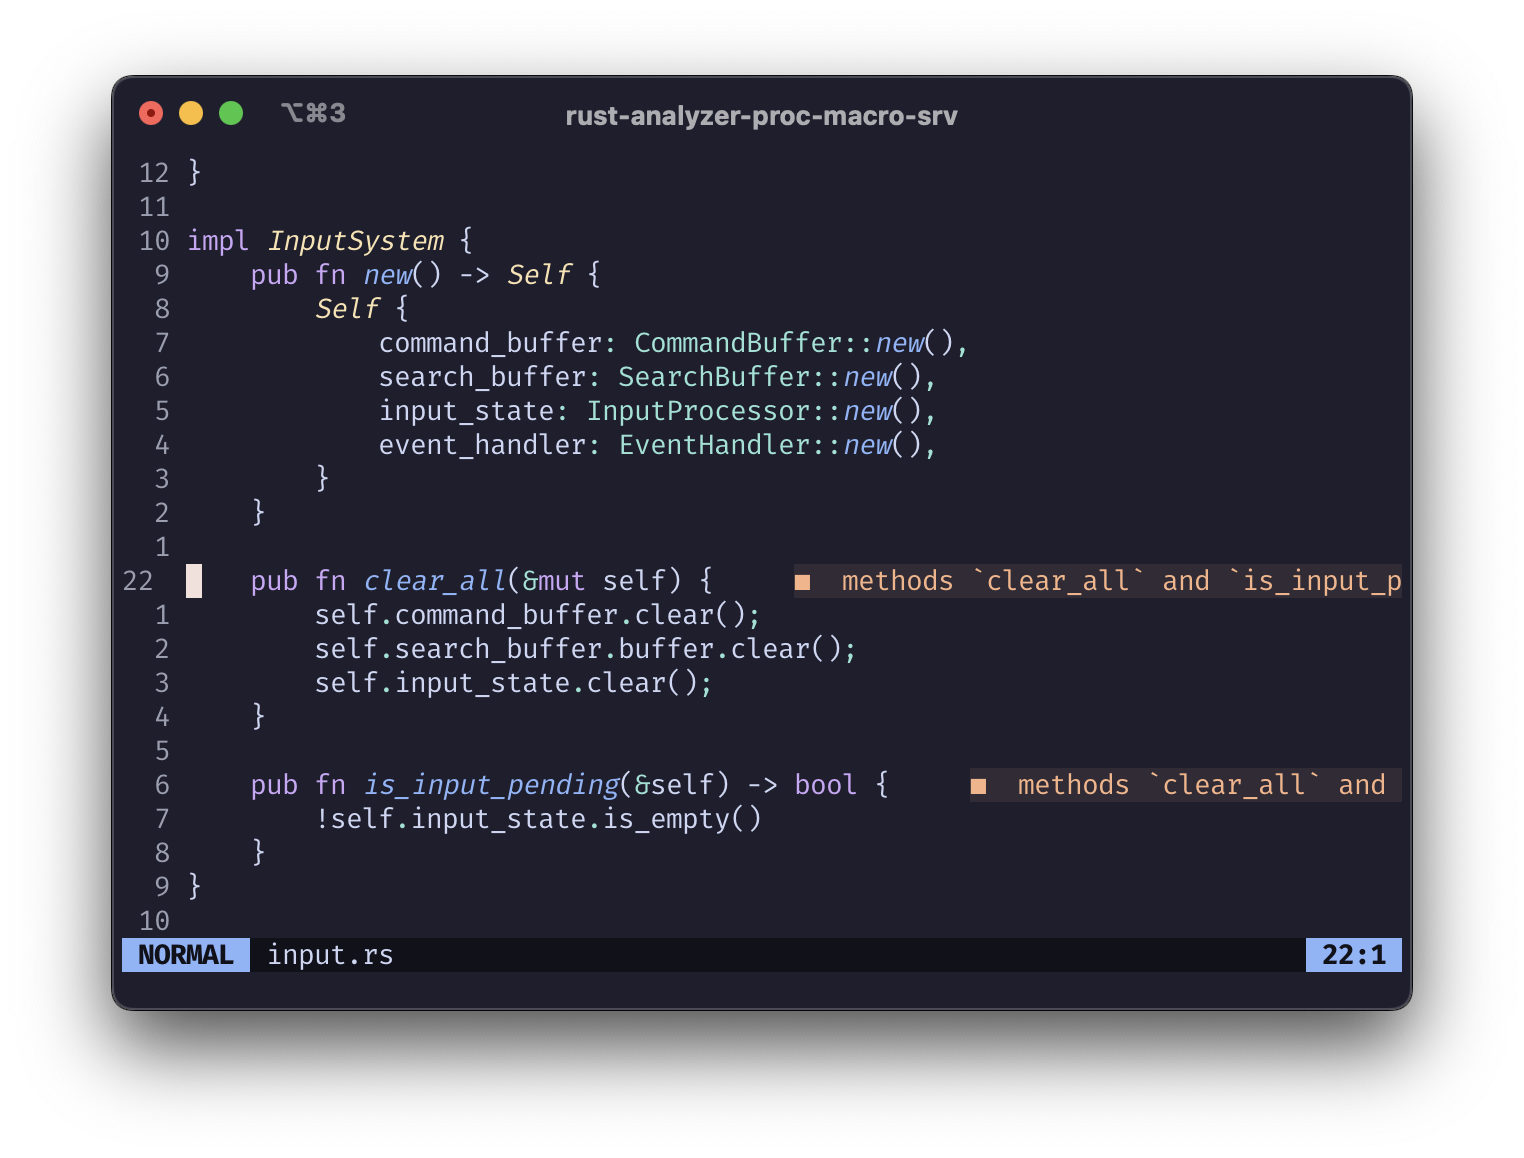 ⌥⌘3 rust-analyzer-proc-macro-srv
12 }
11
10 impl InputSystem {
9     pub fn new() -> Self {
8         Self {
7             command_buffer: CommandBuffer::new(),
6             search_buffer: SearchBuffer::new(),
5             input_state: InputProcessor::new(),
4             event_handler: EventHandler::new(),
3         }
2     }
1
22     pub fn clear_all(&mut self) {     ■  methods `clear_all` and `is_input_p
1         self.command_buffer.clear();
2         self.search_buffer.buffer.clear();
3         self.input_state.clear();
4     }
5
6     pub fn is_input_pending(&self) -> bool {     ■  methods `clear_all` and
7         !self.input_state.is_empty()
8     }
9 }
10
NORMAL input.rs 22:1